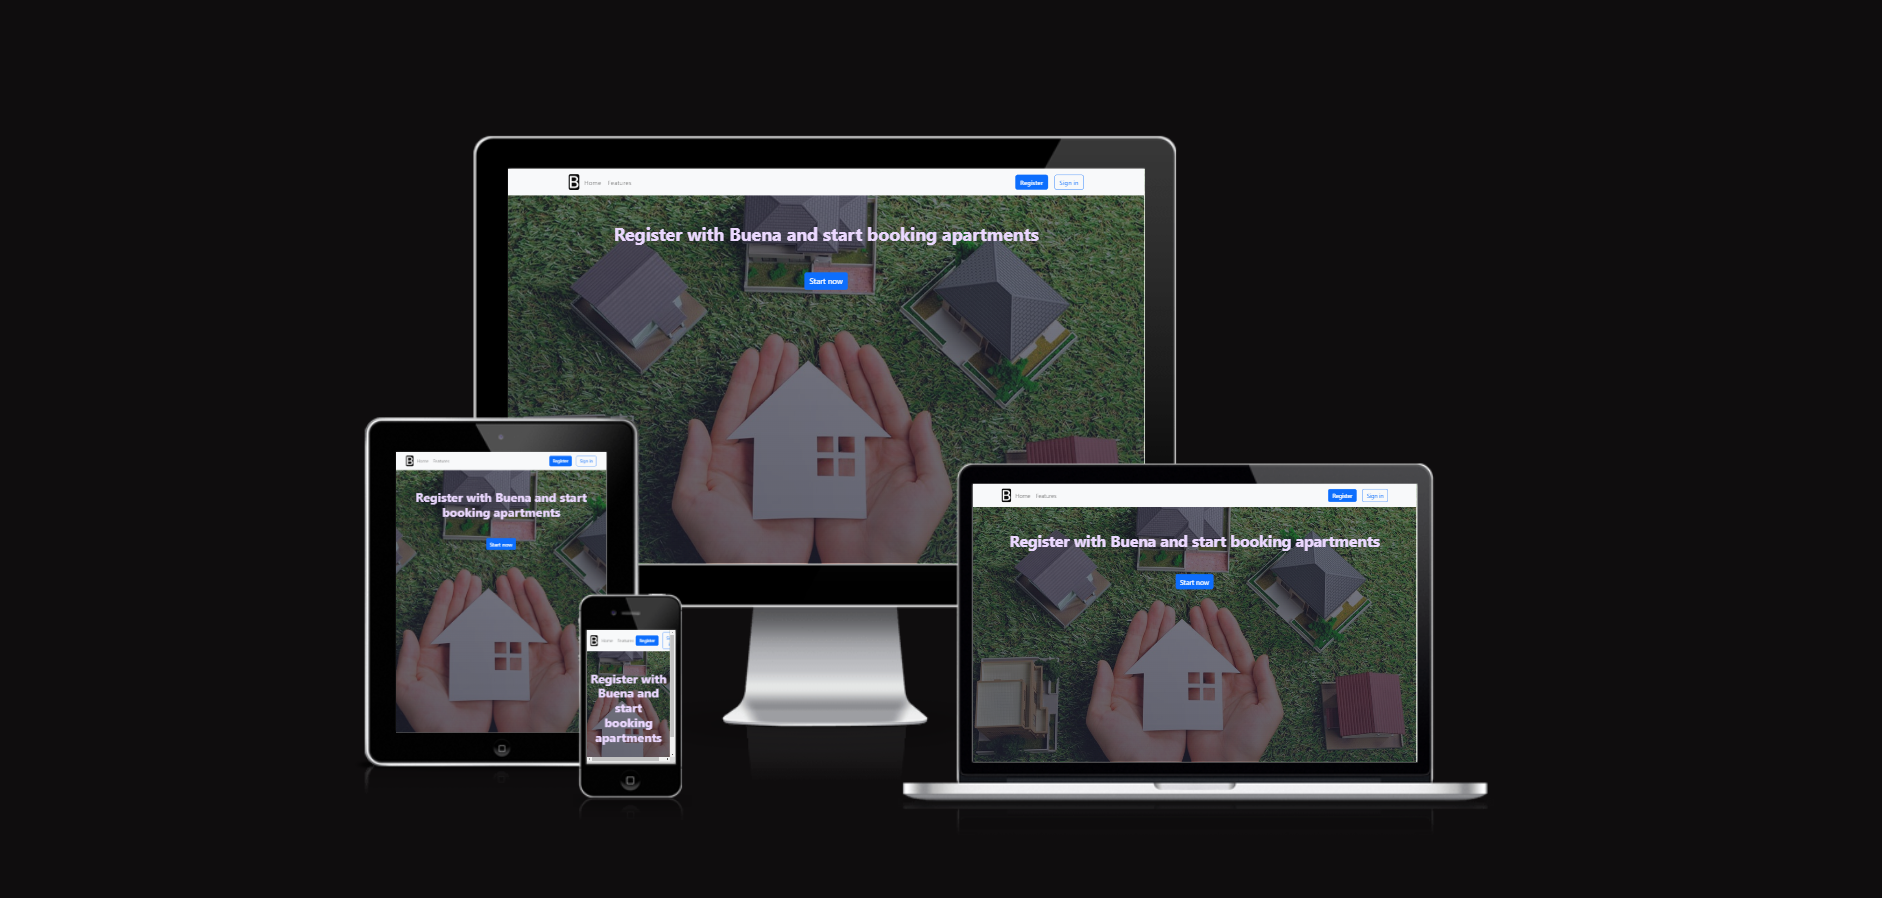 B Home Features Register Sign in
Register with Buena and start booking apartments
Start now
B Home Features Register Sign in
Register with Buena and start
booking apartments
Start now
B Home Features Register
Register with
Buena and
start
booking
apartments
B Home Features Register Sign in
Register with Buena and start booking apartments
Start now